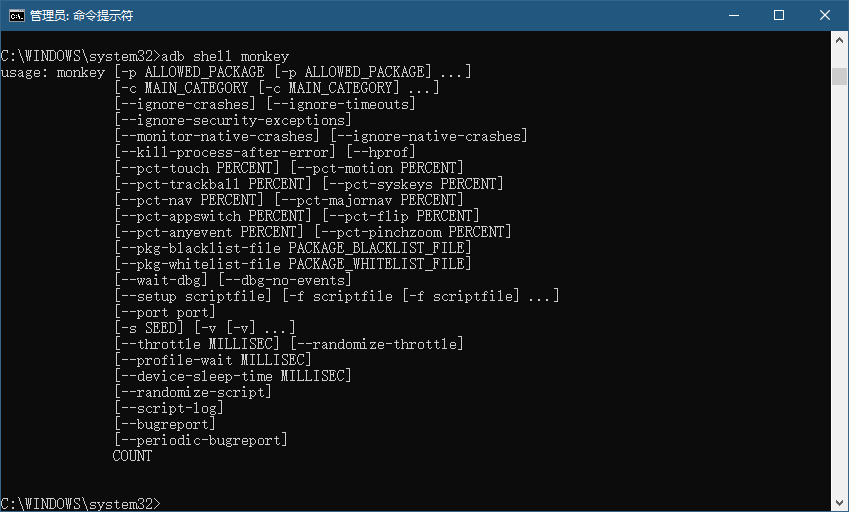 管理员: 命令提示符
C:\WINDOWS\system32>adb shell monkey
usage: monkey [-p ALLOWED_PACKAGE [-p ALLOWED_PACKAGE] ...]
[-c MAIN_CATEGORY [-c MAIN_CATEGORY] ...]
[--ignore-crashes] [--ignore-timeouts]
[--ignore-security-exceptions]
[--monitor-native-crashes] [--ignore-native-crashes]
[--kill-process-after-error] [--hprof]
[--pct-touch PERCENT] [--pct-motion PERCENT]
[--pct-trackball PERCENT] [--pct-syskeys PERCENT]
[--pct-nav PERCENT] [--pct-majornav PERCENT]
[--pct-appswitch PERCENT] [--pct-flip PERCENT]
[--pct-anyevent PERCENT] [--pct-pinchzoom PERCENT]
[--pkg-blacklist-file PACKAGE_BLACKLIST_FILE]
[--pkg-whitelist-file PACKAGE_WHITELIST_FILE]
[--wait-dbg] [--dbg-no-events]
[--setup scriptfile] [-f scriptfile [-f scriptfile] ...]
[--port port]
[-s SEED] [-v [-v] ...]
[--throttle MILLISEC] [--randomize-throttle]
[--profile-wait MILLISEC]
[--device-sleep-time MILLISEC]
[--randomize-script]
[--script-log]
[--bugreport]
[--periodic-bugreport]
COUNT
C:\WINDOWS\system32>